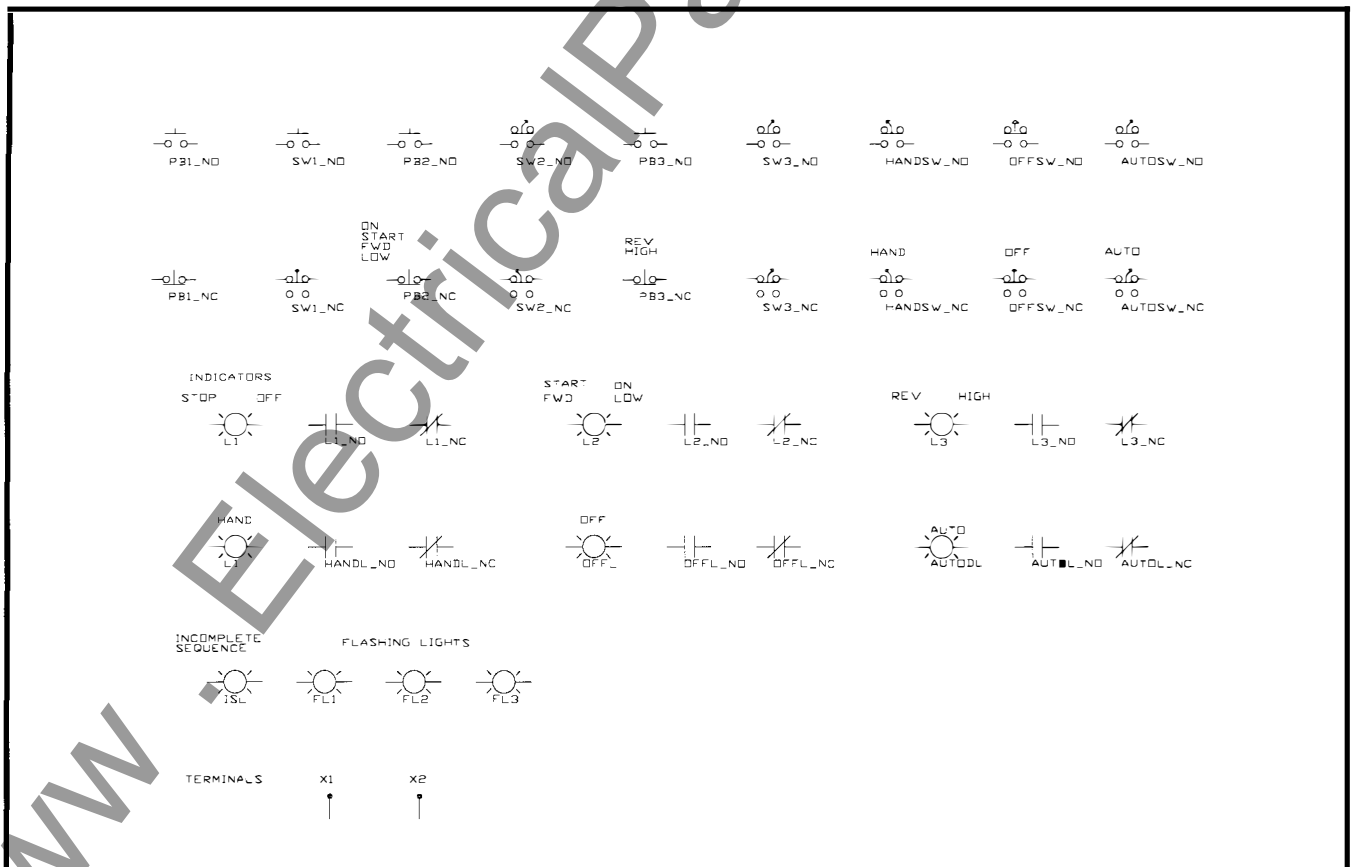 PB1_NO SW1_NO PB2_NO SW2_NO PB3_NO SW3_NO HANDSW_NO OFFSW_NO AUTOSW_NO
ON
START
FWD
LOW
REV
HIGH
HAND OFF AUTO
PB1_NC SW1_NC PB2_NC SW2_NC PB3_NC SW3_NC HANDSW_NC OFFSW_NC AUTOSW_NC
INDICATORS
STOP OFF
START ON
FWD LOW
REV HIGH
L1 L1_NO L1_NC L2 L2_NO L2_NC L3 L3_NO L3_NC
HAND OFF AUTO
L1 HANDL_NO HANDL_NC OFFL_NO OFFL_NC AUTODL AUTOL_NO AUTOL_NC
INCOMPLETE
SEQUENCE
FLASHING LIGHTS
ISL FL1 FL2 FL3
TERMINALS X1 X2
www.ElectricalPa